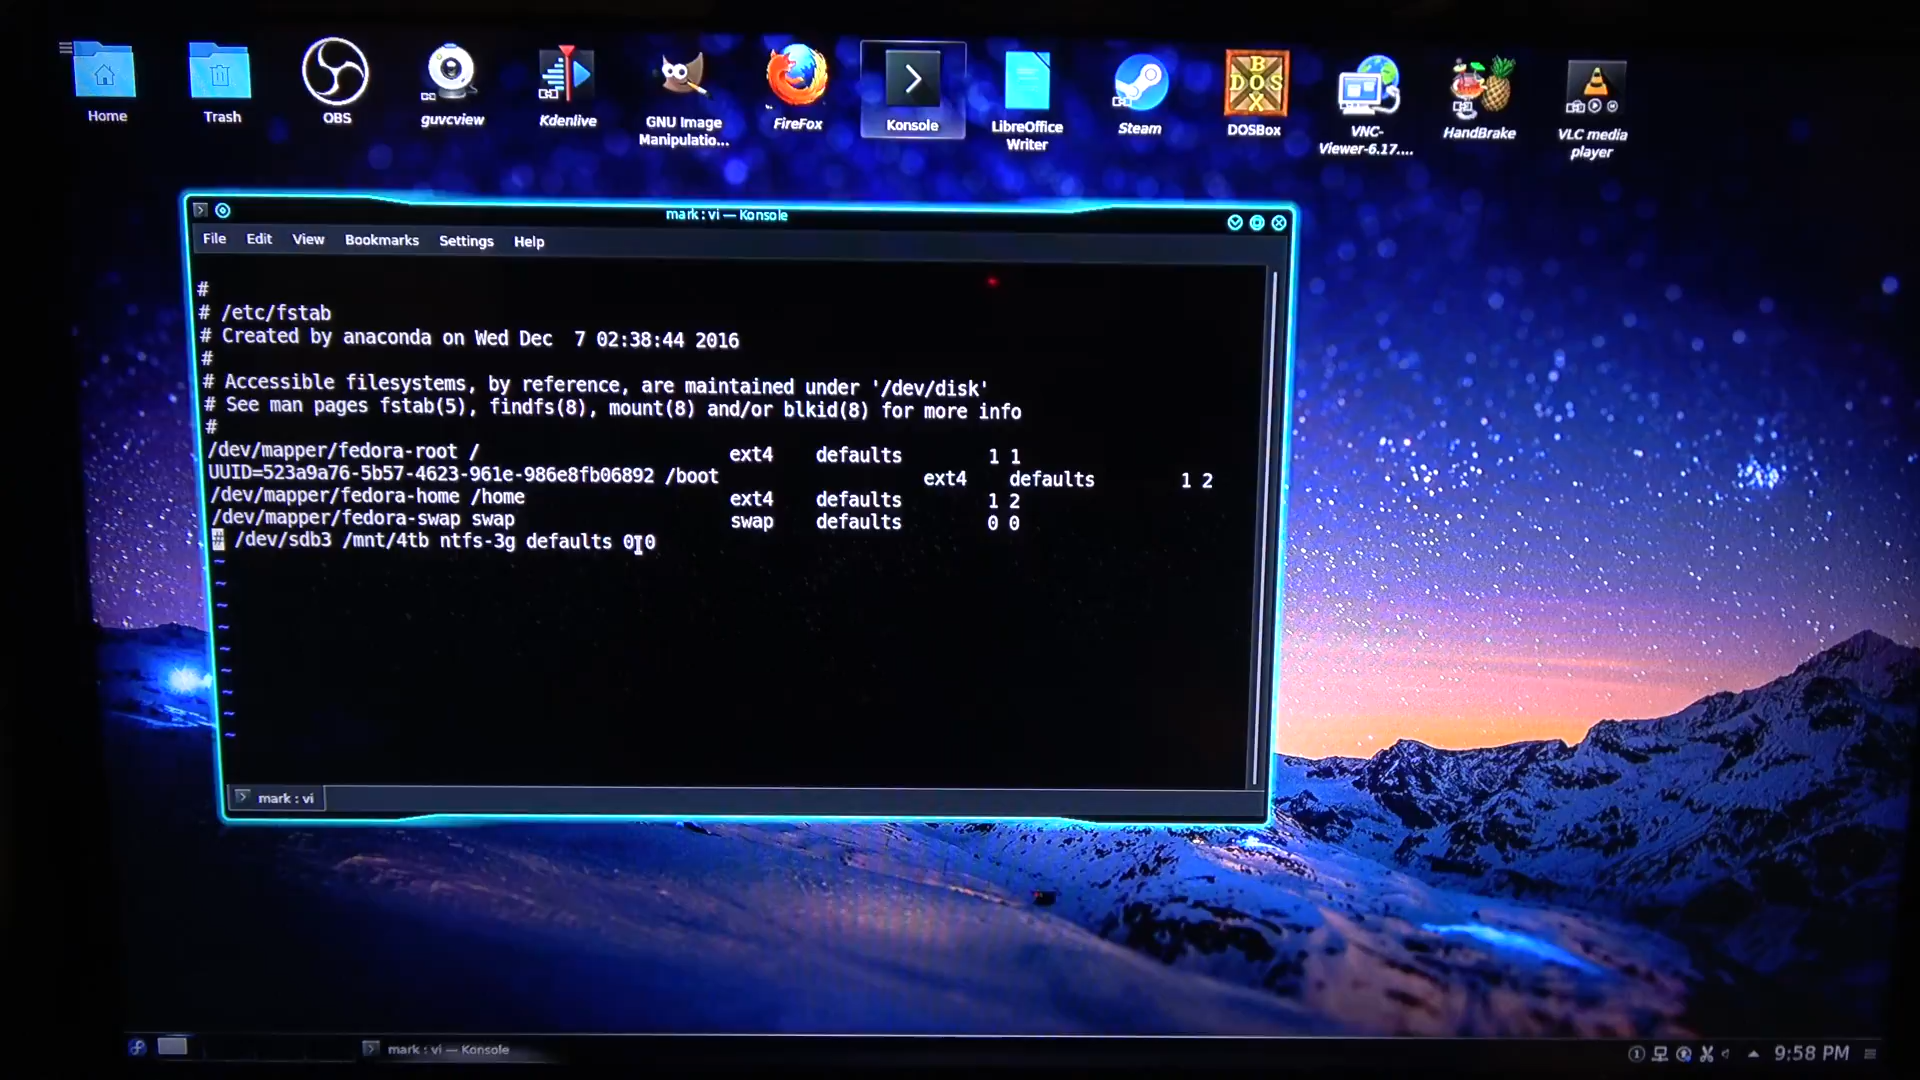 Home
Trash
OBS
guvcview
Kdenlive
GNU Image
Manipulatio...
FireFox
Konsole
LibreOffice
Writer
Steam
BOX
DOS
DOSBox
VNC-
Viewer-6.17....
HandBrake
VLC media
player
mark : vi — Konsole
File Edit View Bookmarks Settings Help
#
# /etc/fstab
# Created by anaconda on Wed Dec  7 02:38:44 2016
#
# Accessible filesystems, by reference, are maintained under '/dev/disk'
# See man pages fstab(5), findfs(8), mount(8) and/or blkid(8) for more info
#
/dev/mapper/fedora-root / ext4 defaults 1 1
UUID=523a9a76-5b57-4623-961e-986e8fb06892 /boot ext4 defaults 1 2
/dev/mapper/fedora-home /home ext4 defaults 1 2
/dev/mapper/fedora-swap swap swap defaults 0 0
# /dev/sdb3 /mnt/4tb ntfs-3g defaults 0 0
~
~
~
~
~
~
~
~
~
mark : vi
mark : vi — Konsole
9:58 PM